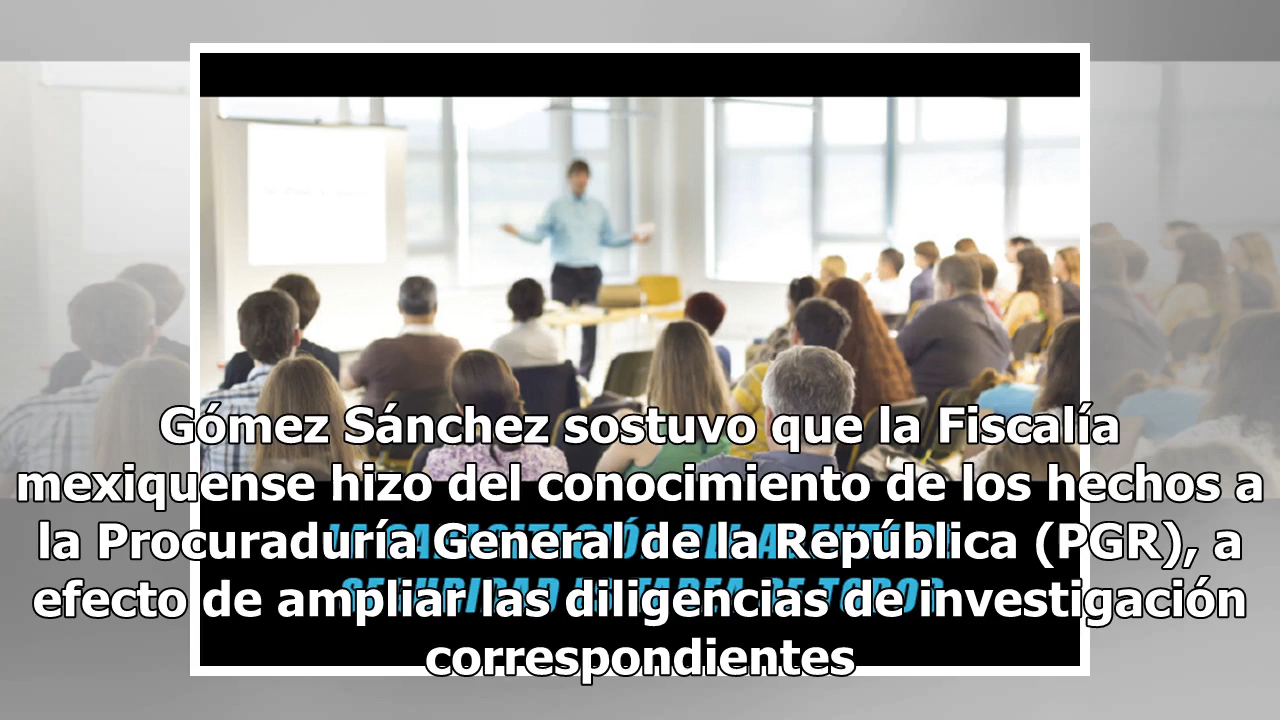 Gómez Sánchez sostuvo que la Fiscalía
mexiquense hizo del conocimiento de los hechos a
la Procuraduría General de la República (PGR), a
efecto de ampliar las diligencias de investigación
correspondientes